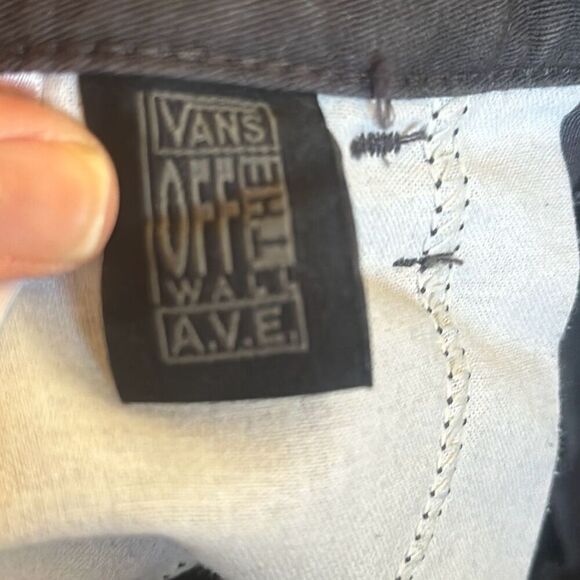 VANS
OFF THE
WALL
A.V.E.